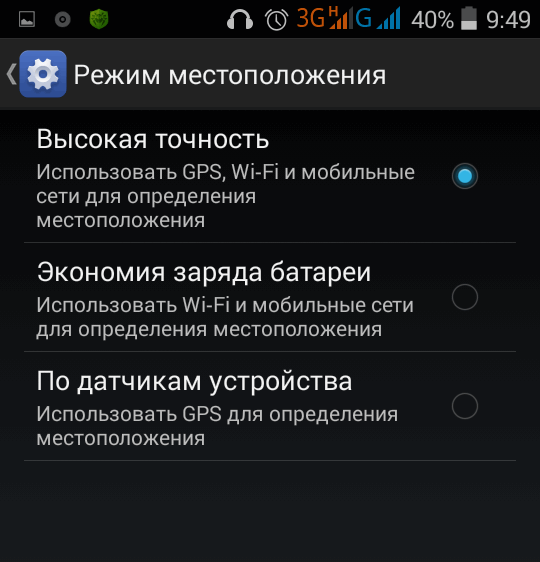 3G H G 40% 9:49
Режим местоположения
Высокая точность
Использовать GPS, Wi-Fi и мобильные
сети для определения
местоположения
Экономия заряда батареи
Использовать Wi-Fi и мобильные сети
для определения местоположения
По датчикам устройства
Использовать GPS для определения
местоположения